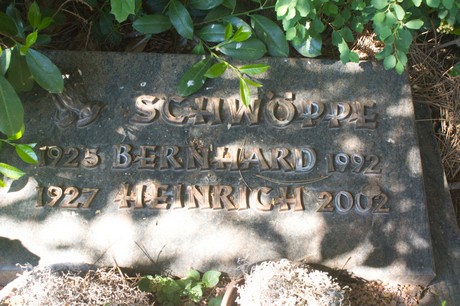 SCHWÖPPE
1925 BERNHARD 1992
1927 HEINRICH 2002